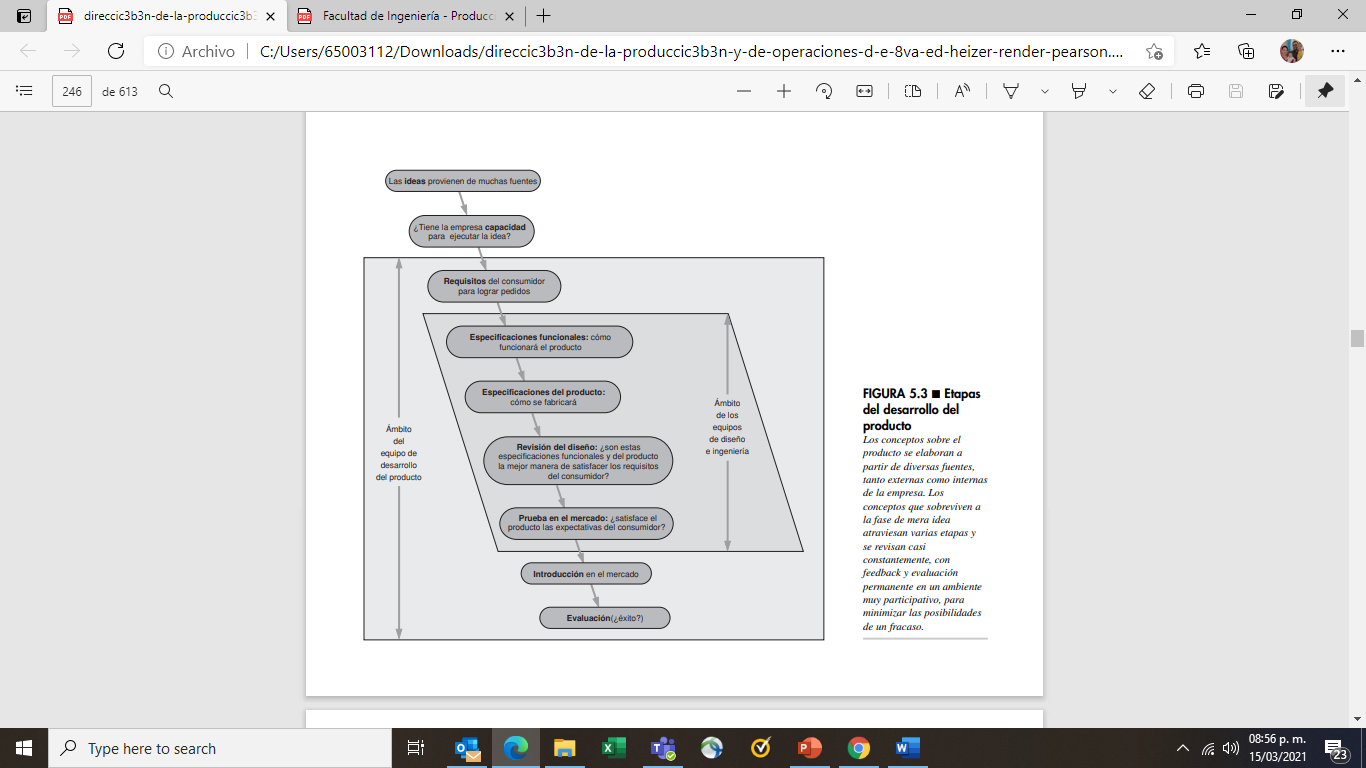 direccic3b3n-de-la-produccic3b3
Facultad de Ingeniería - Producc
Archivo
C:/Users/65003112/Downloads/direccic3b3n-de-la-produccic3b3n-y-de-operaciones-d-e-8va-ed-heizer-render-pearson....
246
de 613
Las ideas provienen de muchas fuentes
¿Tiene la empresa capacidad
para ejecutar la idea?
Requisitos del consumidor
para lograr pedidos
Especificaciones funcionales: cómo
funcionará el producto
Especificaciones del producto:
cómo se fabricará
Revisión del diseño: ¿son estas
especificaciones funcionales y del producto
la mejor manera de satisfacer los requisitos
del consumidor?
Prueba en el mercado: ¿satisface el
producto las expectativas del consumidor?
Introducción en el mercado
Evaluación(¿éxito?)
Ámbito
del
equipo de
desarrollo
del producto
Ámbito
de los
equipos
de diseño
e ingeniería
FIGURA 5.3 ■ Etapas
del desarrollo del
producto
Los conceptos sobre el
producto se elaboran a
partir de diversas fuentes,
tanto externas como internas
de la empresa. Los
conceptos que sobreviven a
la fase de mera idea
atraviesan varias etapas y
se revisan casi
constantemente, con
feedback y evaluación
permanente en un ambiente
muy participativo, para
minimizar las posibilidades
de un fracaso.
Type here to search
08:56 p. m.
15/03/2021
23